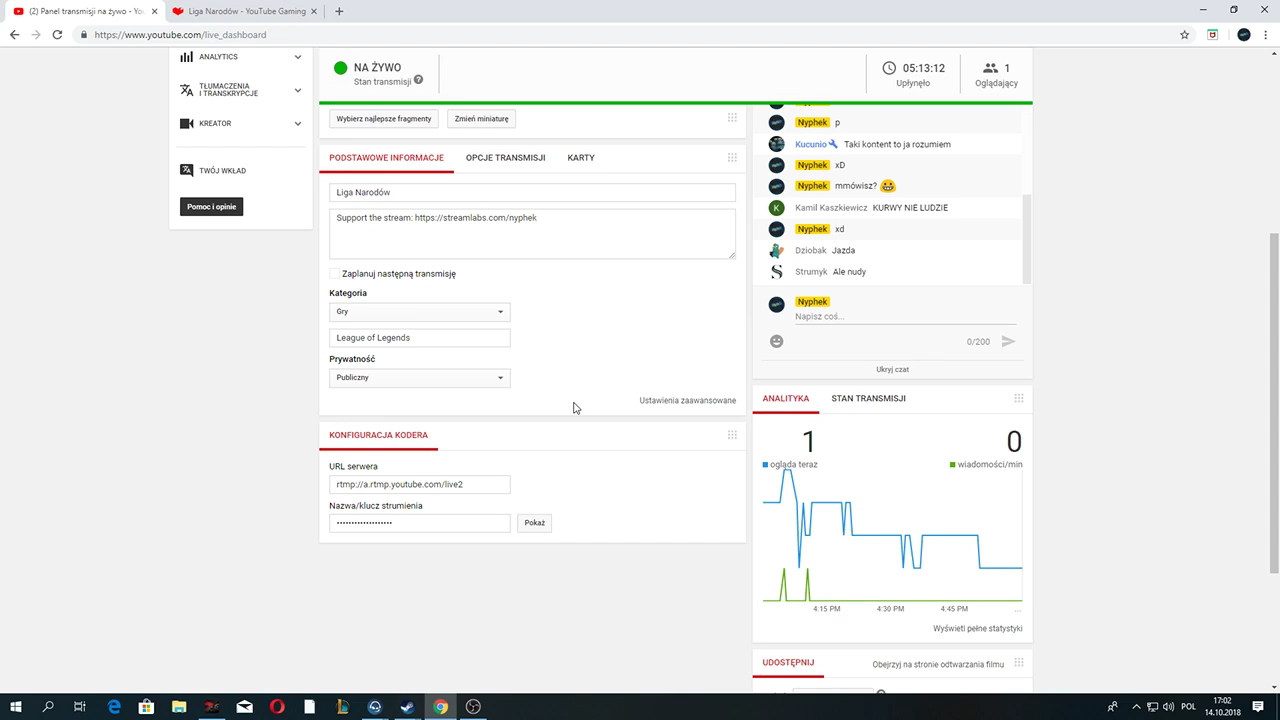 (2) Panel transmisji na żywo - Yo
Liga Narodów - YouTube Gaming
https://www.youtube.com/live_dashboard
ANALYTICS
TŁUMACZENIA
I TRANSKRYPCJE
KREATOR
TWÓJ WKŁAD
Pomoc i opinie
NA ŻYWO
Stan transmisji
05:13:12
Upłynęło
1
Oglądający
Wybierz najlepsze fragmenty
Zmień miniaturę
PODSTAWOWE INFORMACJE
OPCJE TRANSMISJI
KARTY
Liga Narodów
Support the stream: https://streamlabs.com/nyphek
Zaplanuj następną transmisję
Kategoria
Gry
League of Legends
Prywatność
Publiczny
Ustawienia zaawansowane
KONFIGURACJA KODERA
URL serwera
rtmp://a.rtmp.youtube.com/live2
Nazwa/klucz strumienia
•••••••••••••••••••
Pokaż
Nyphek p
Kucunio Taki kontent to ja rozumiem
Nyphek xD
Nyphek mmówisz? 😀
K Kamil Kaszkiewicz KURWY NIE LUDZIE
Nyphek xd
Dziobak Jazda
S Strumyk Ale nudy
Nyphek
Napisz coś...
0/200
Ukryj czat
ANALITYKA
STAN TRANSMISJI
1
0
ogląda teraz
wiadomości/min
4:15 PM
4:30 PM
4:45 PM
...
Wyświetl pełne statystyki
UDOSTĘPNIJ
Obejrzyj na stronie odtwarzania filmu
POL
17:02
14.10.2018